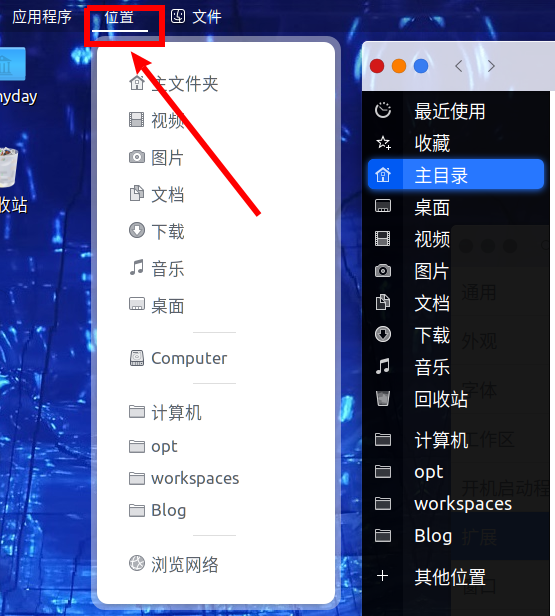 应用程序
位置
文件
nyday
收站
主文件夹
视频
图片
文档
下载
音乐
桌面
Computer
计算机
opt
workspaces
Blog
浏览网络
最近使用
收藏
主目录
桌面
视频
图片
文档
下载
音乐
回收站
计算机
opt
workspaces
Blog
其他位置
通用
外观
字体
工作区
开机启动程
扩展
窗口